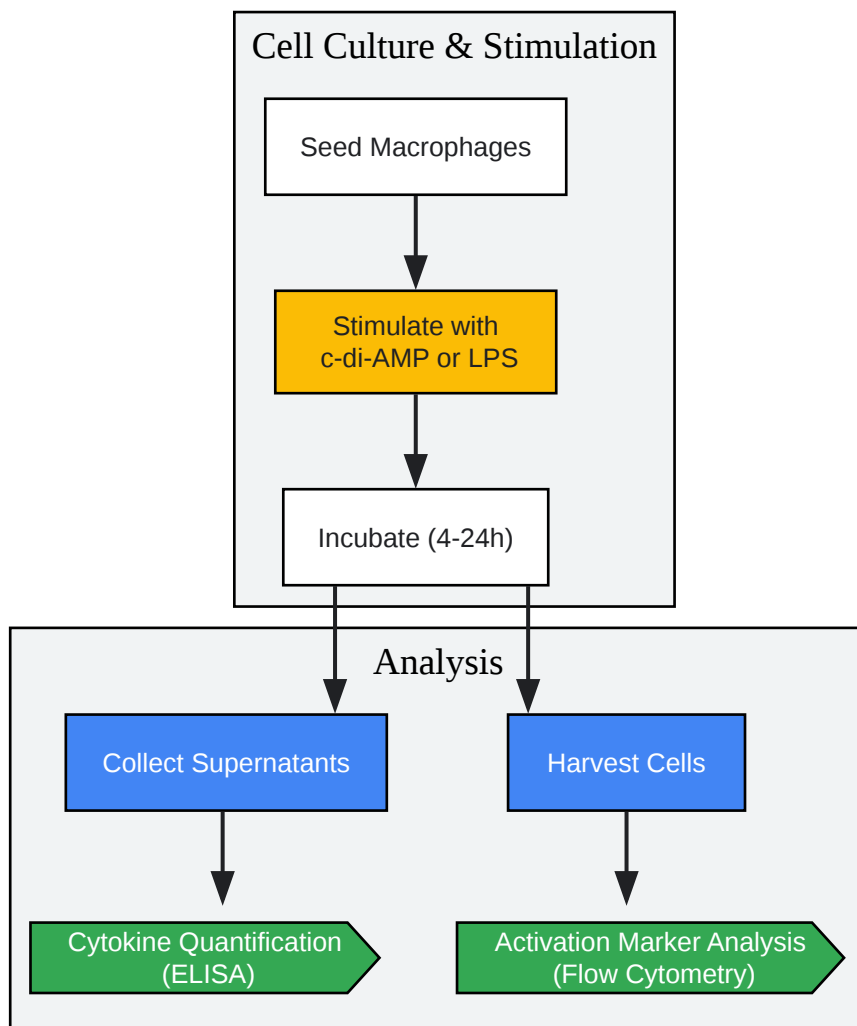 Cell Culture & Stimulation
Seed Macrophages
Stimulate with
c-di-AMP or LPS
Incubate (4-24h)
Analysis
Collect Supernatants
Harvest Cells
Cytokine Quantification
(ELISA)
Activation Marker Analysis
(Flow Cytometry)